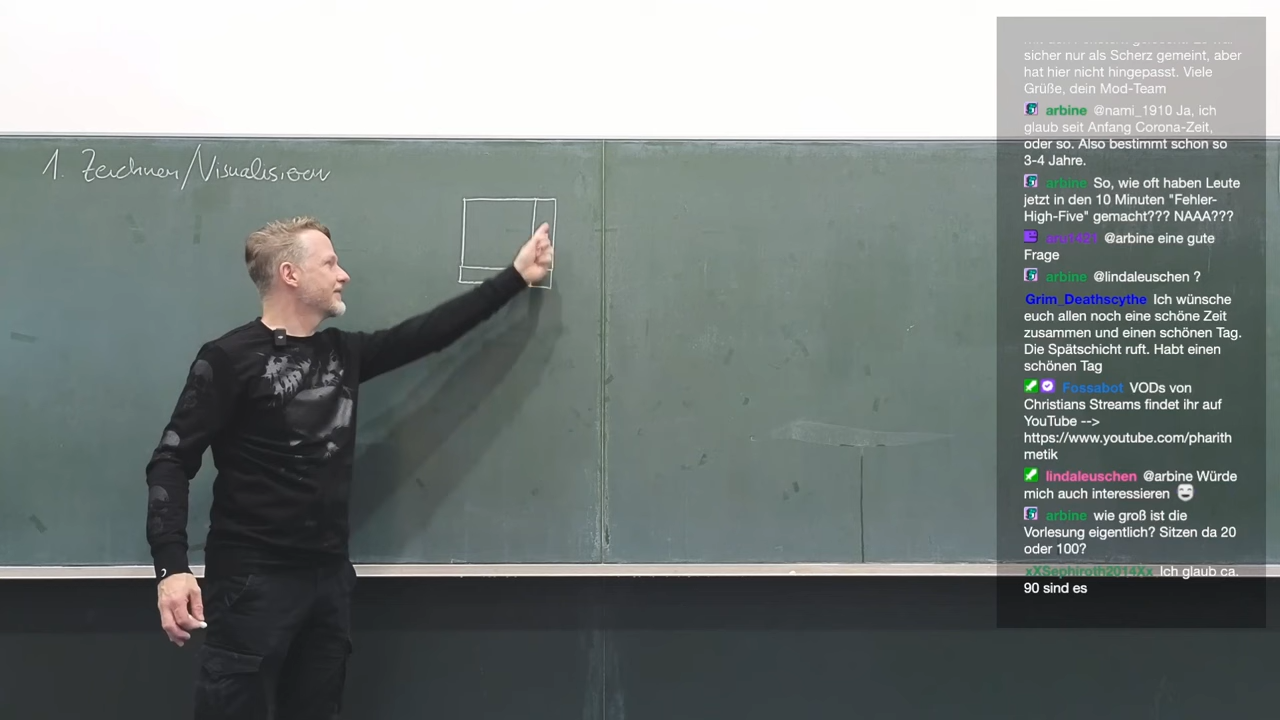 1. Zeichnen/Visualisieren
sicher nur als Scherz gemeint, aber
hat hier nicht hingepasst. Viele
Grüße, dein Mod-Team
arbine @nami_1910 Ja, ich
glaub seit Anfang Corona-Zeit,
oder so. Also bestimmt schon so
3-4 Jahre.
arbine So, wie oft haben Leute
jetzt in den 10 Minuten "Fehler-
High-Five" gemacht??? NAAA???
@arbine eine gute
Frage
arbine @lindaleuschen ?
Grim_Deathscythe Ich wünsche
euch allen noch eine schöne Zeit
zusammen und einen schönen Tag.
Die Spätschicht ruft. Habt einen
schönen Tag
Fossabot VODs von
Christians Streams findet ihr auf
YouTube -->
https://www.youtube.com/pharith
metik
lindaleuschen @arbine Würde
mich auch interessieren
arbine wie groß ist die
Vorlesung eigentlich? Sitzen da 20
oder 100?
xXSephiroth2014Xx Ich glaub ca.
90 sind es